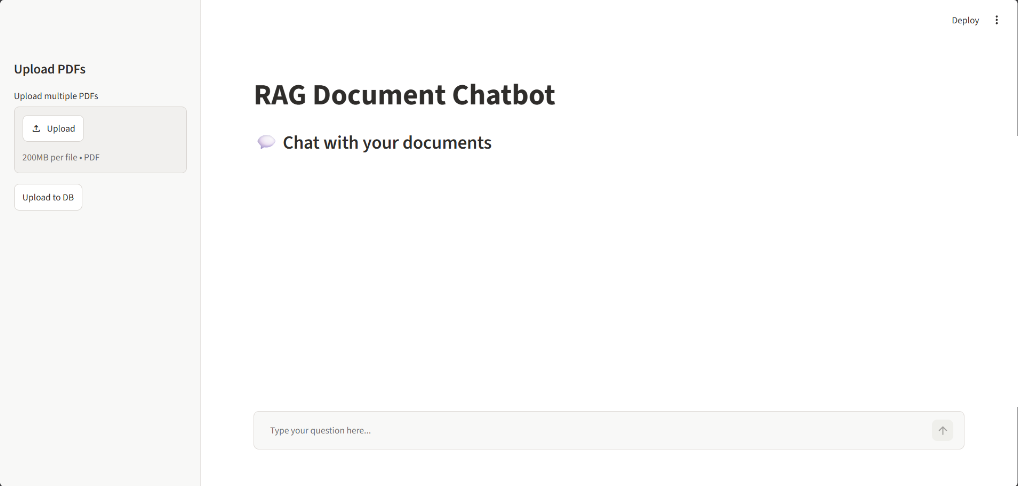 Deploy
Upload PDFs
Upload multiple PDFs
Upload
200MB per file • PDF
Upload to DB
RAG Document Chatbot
💬 Chat with your documents
Type your question here...